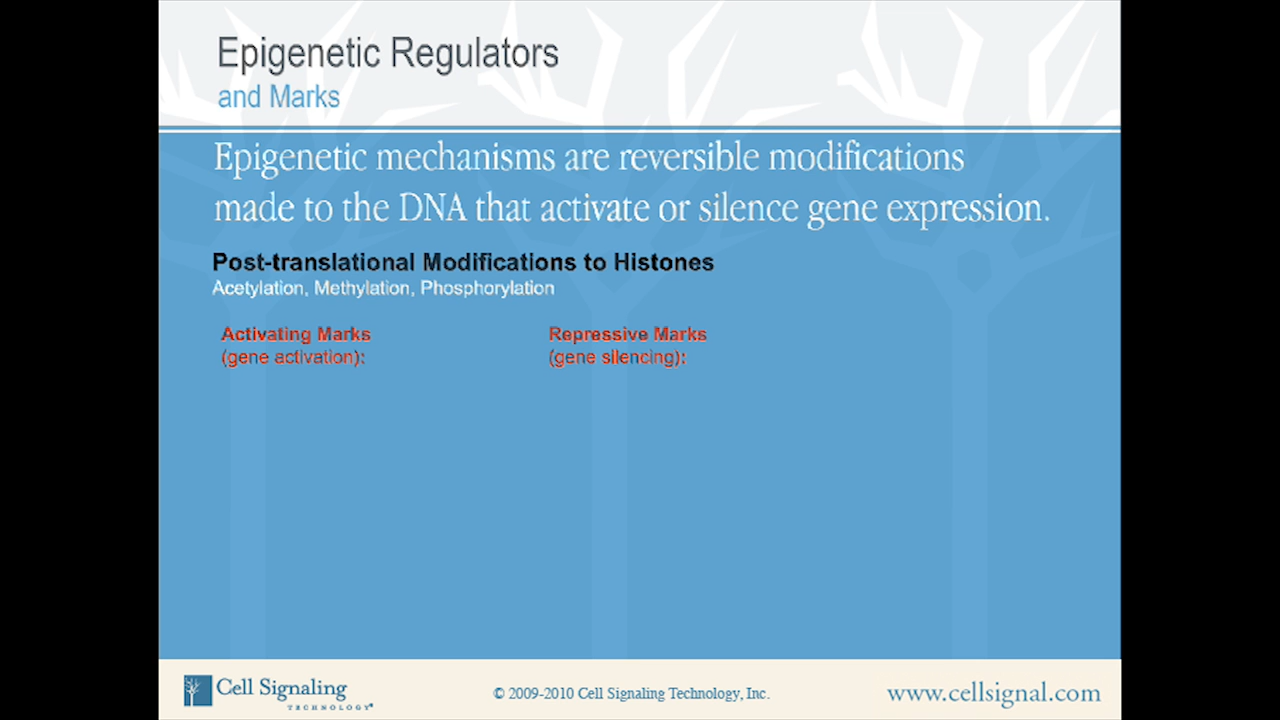 Epigenetic Regulators
and Marks
Epigenetic mechanisms are reversible modifications
made to the DNA that activate or silence gene expression.
Post-translational Modifications to Histones
Acetylation, Methylation, Phosphorylation
Activating Marks
(gene activation):
Repressive Marks
(gene silencing):
Cell Signaling
TECHNOLOGY®
© 2009-2010 Cell Signaling Technology, Inc.
www.cellsignal.com